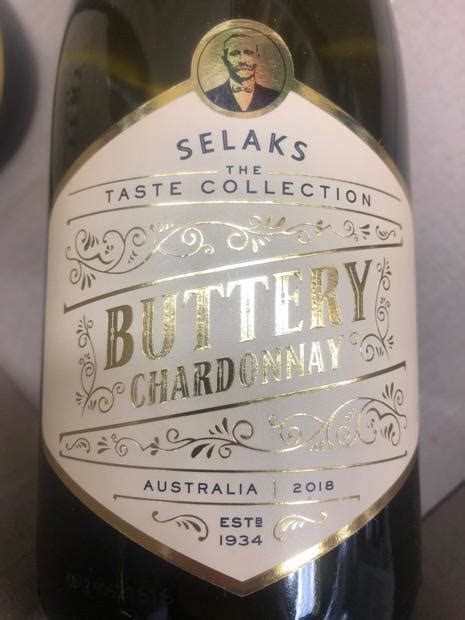 SELAKS
THE
TASTE COLLECTION
BUTTERY
CHARDONNAY
AUSTRALIA | 2018
ESTD
1934